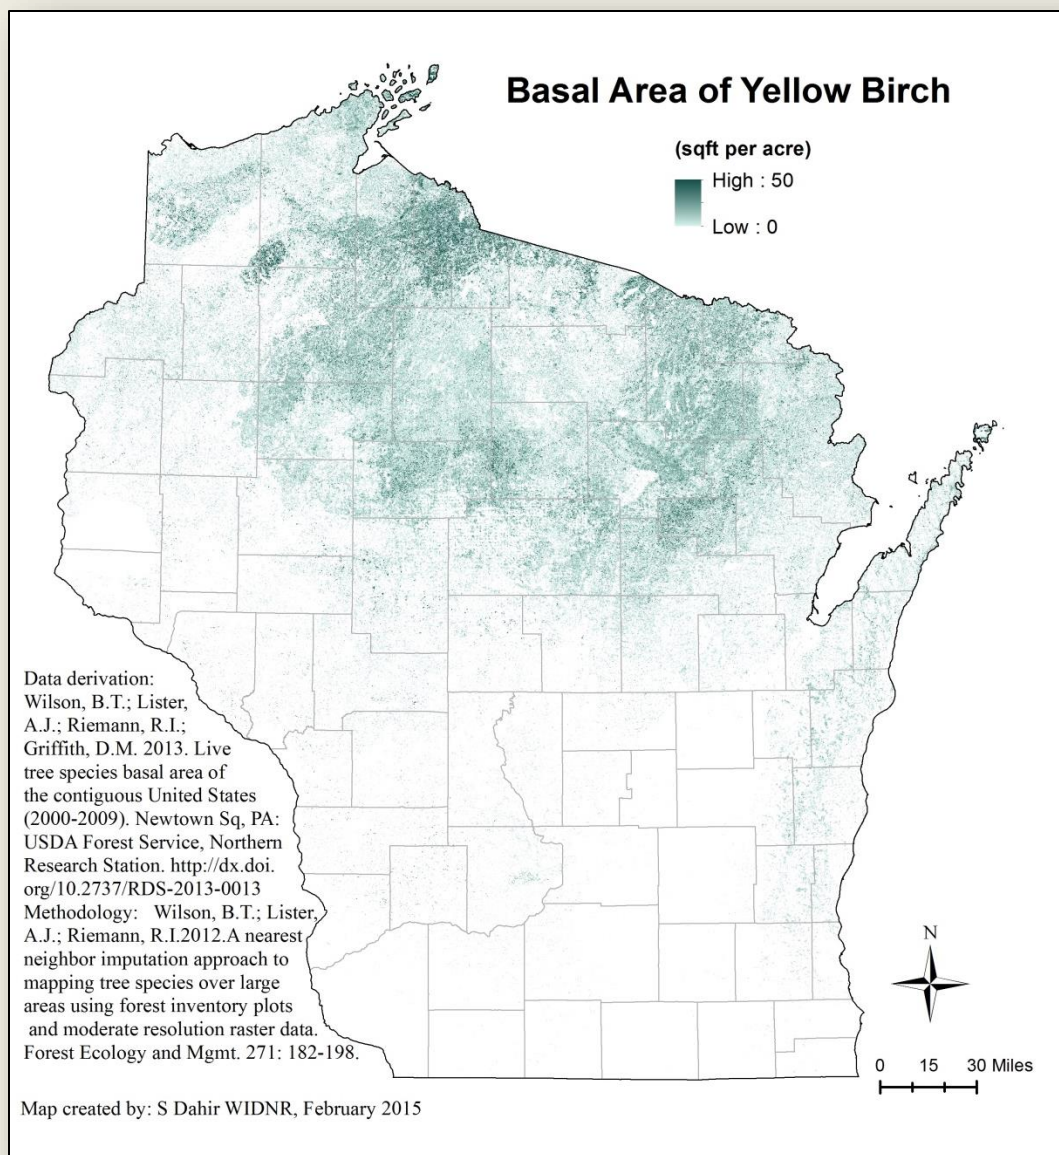 Basal Area of Yellow Birch
(sqft per acre)
High : 50
Low : 0
Data derivation:
Wilson, B.T.; Lister,
A.J.; Riemann, R.I.;
Griffith, D.M. 2013. Live
tree species basal area of
the contiguous United States
(2000-2009). Newtown Sq, PA:
USDA Forest Service, Northern
Research Station. http://dx.doi.
org/10.2737/RDS-2013-0013
Methodology: Wilson, B.T.; Lister,
A.J.; Riemann, R.I.2012.A nearest
neighbor imputation approach to
mapping tree species over large
areas using forest inventory plots
and moderate resolution raster data.
Forest Ecology and Mgmt. 271: 182-198.
N
0 15 30 Miles
Map created by: S Dahir WIDNR, February 2015